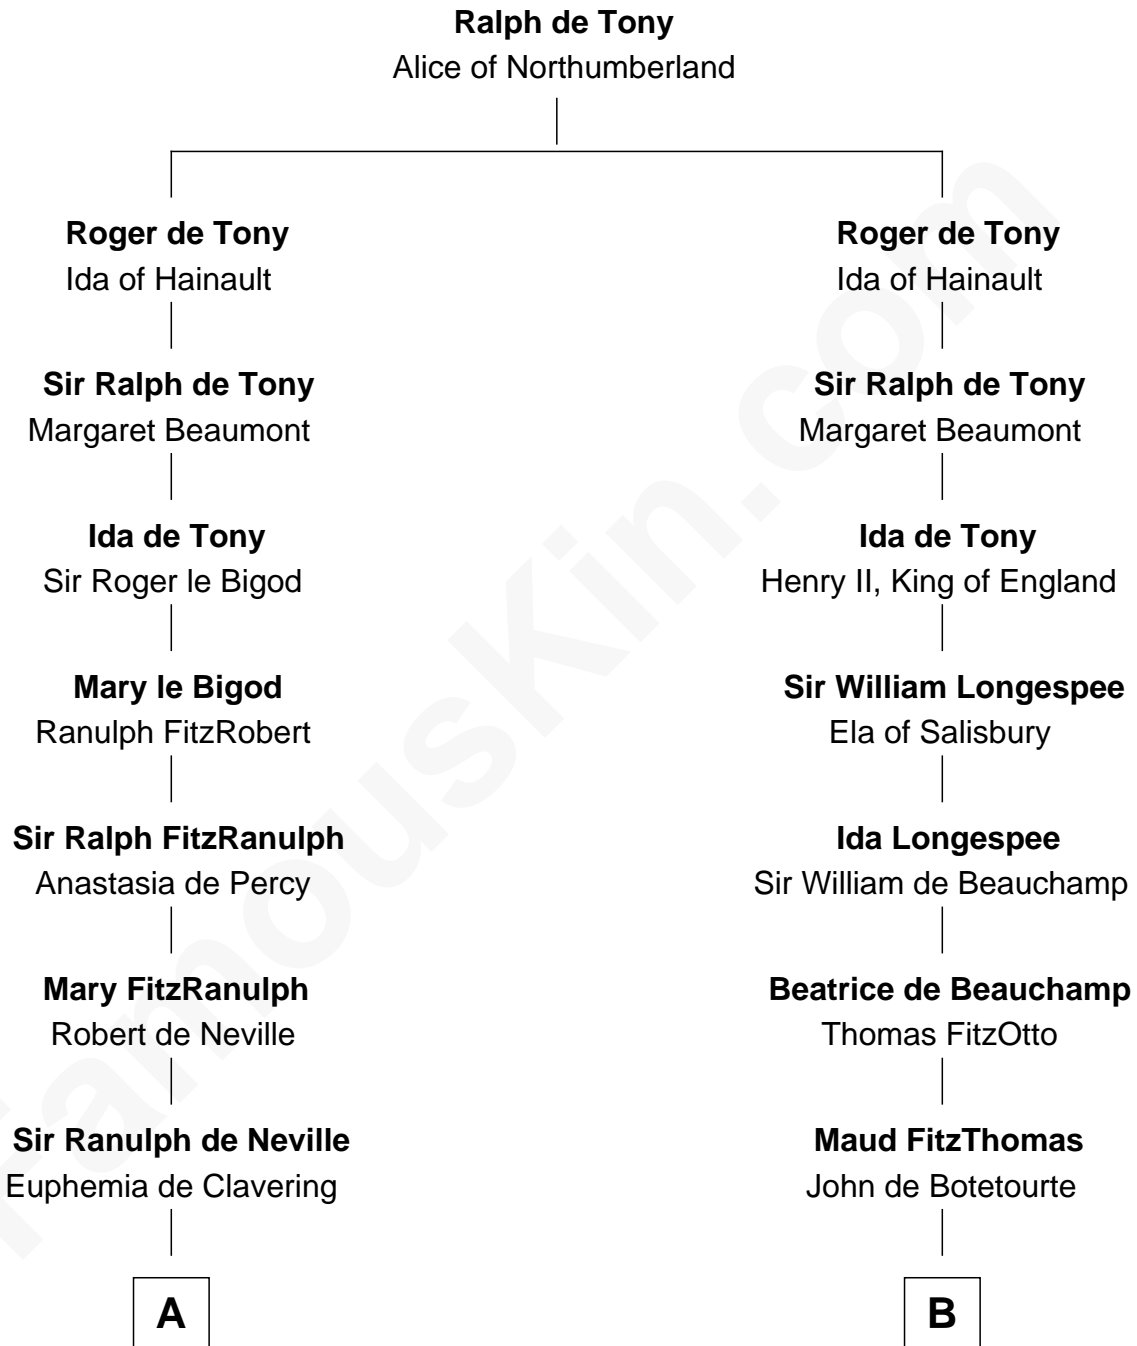 Ralph de Tony
Alice of Northumberland
Roger de Tony
Ida of Hainault
Roger de Tony
Ida of Hainault
Sir Ralph de Tony
Margaret Beaumont
Sir Ralph de Tony
Margaret Beaumont
Ida de Tony
Sir Roger le Bigod
Ida de Tony
Henry II, King of England
Mary le Bigod
Ranulph FitzRobert
Sir William Longespee
Ela of Salisbury
Sir Ralph FitzRanulph
Anastasia de Percy
Ida Longespee
Sir William de Beauchamp
Mary FitzRanulph
Robert de Neville
Beatrice de Beauchamp
Thomas FitzOtto
Sir Ranulph de Neville
Euphemia de Clavering
Maud FitzThomas
John de Botetourte
A
B
FamousKin.com